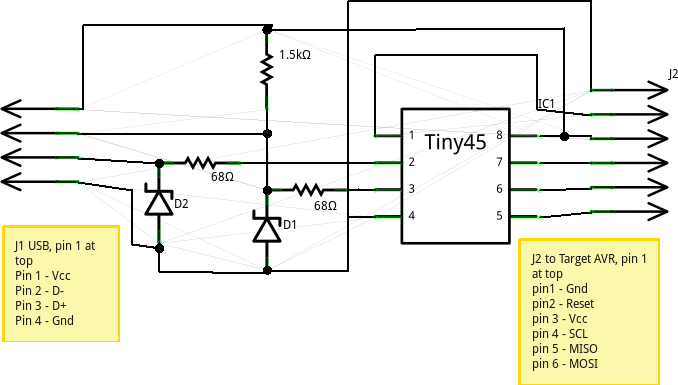 J2
1.5kΩ
IC1
1
8
Tiny45
2
7
68Ω
3
6
68Ω
D2
4
5
D1
J1 USB, pin 1 at
top
Pin 1 - Vcc
Pin 2 - D-
Pin 3 - D+
Pin 4 - Gnd
J2 to Target AVR, pin 1
at top
pin1 - Gnd
pin2 - Reset
pin 3 - Vcc
pin 4 - SCL
pin 5 - MISO
pin 6 - MOSI